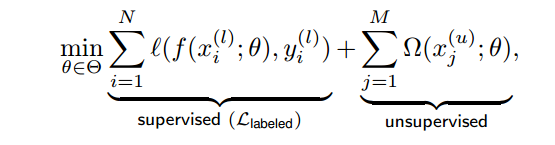 min_{θ∈Θ} ∑_{i=1}^{N} ℓ(f(x_i^{(l)}; θ), y_i^{(l)}) + ∑_{j=1}^{M} Ω(x_j^{(u)}; θ),
supervised (ℒ_labeled) unsupervised